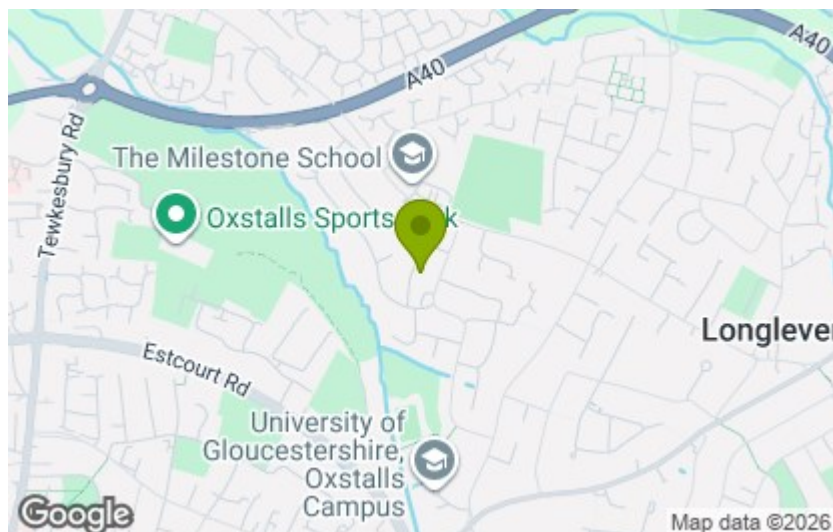 A40
A40
Tewkesbury Rd
The Milestone School
Oxstalls Sports
k
Longleven
Estcourt Rd
University of
Gloucestershire,
Oxstalls
Campus
Google
Map data ©2026